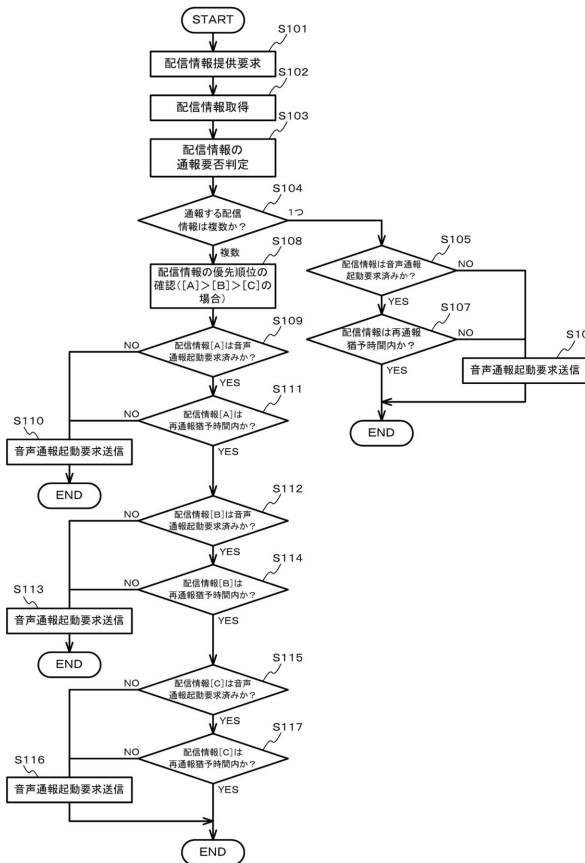 START
S101
配信情報提供要求
S102
配信情報取得
S103
配信情報の
通報要否判定
S104
通報する配信
情報は複数か？
1つ
複数
S105
配信情報は音声通報
起動要求済みか？
NO
YES
S107
配信情報は再通報
猶予時間内か？
NO
YES
S10
音声通報起動要求送信
END
S108
配信情報の優先順位の
確認([A]>[B]>[C]の
場合)
S109
配信情報[A]は音声
通報起動要求済みか？
NO
YES
S111
配信情報[A]は
再通報猶予時間内か？
NO
YES
S110
音声通報起動要求送信
END
S112
配信情報[B]は音声
通報起動要求済みか？
NO
YES
S114
配信情報[B]は
再通報猶予時間内か？
NO
YES
S113
音声通報起動要求送信
END
S115
配信情報[C]は音声
通報起動要求済みか？
NO
YES
S117
配信情報[C]は
再通報猶予時間内か？
NO
YES
S116
音声通報起動要求送信
END